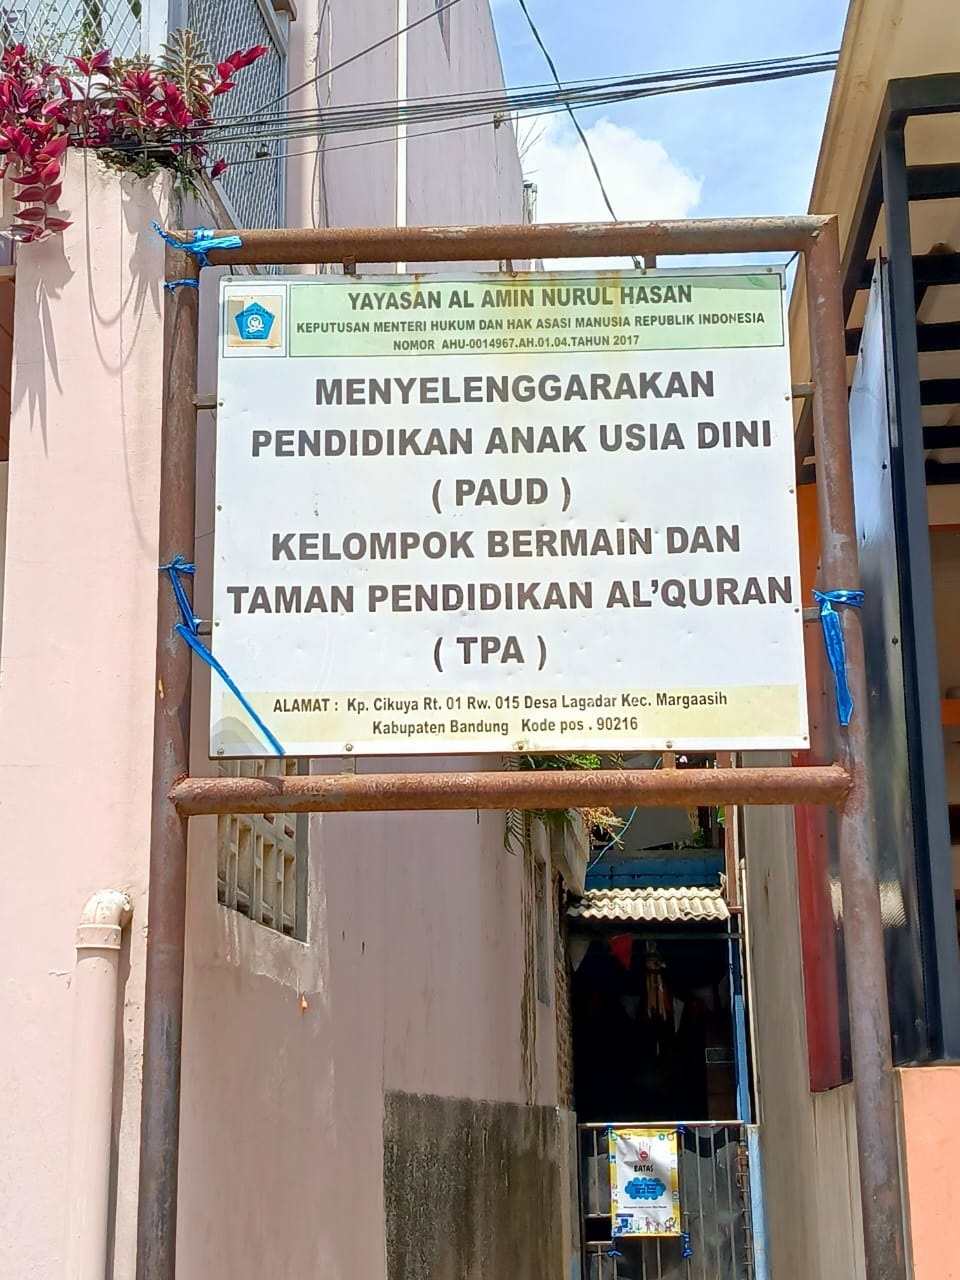 YAYASAN AL AMIN NURUL HASAN
KEPUTUSAN MENTERI HUKUM DAN HAK ASASI MANUSIA REPUBLIK INDONESIA
NOMOR AHU-0014967.AH.01.04.TAHUN 2017
MENYELENGGARAKAN
PENDIDIKAN ANAK USIA DINI
( PAUD )
KELOMPOK BERMAIN DAN
TAMAN PENDIDIKAN AL’QURAN
( TPA )
ALAMAT : Kp. Cikuya Rt. 01 Rw. 015 Desa Lagadar Kec. Margaasih
Kabupaten Bandung Kode pos . 90216
BATAS